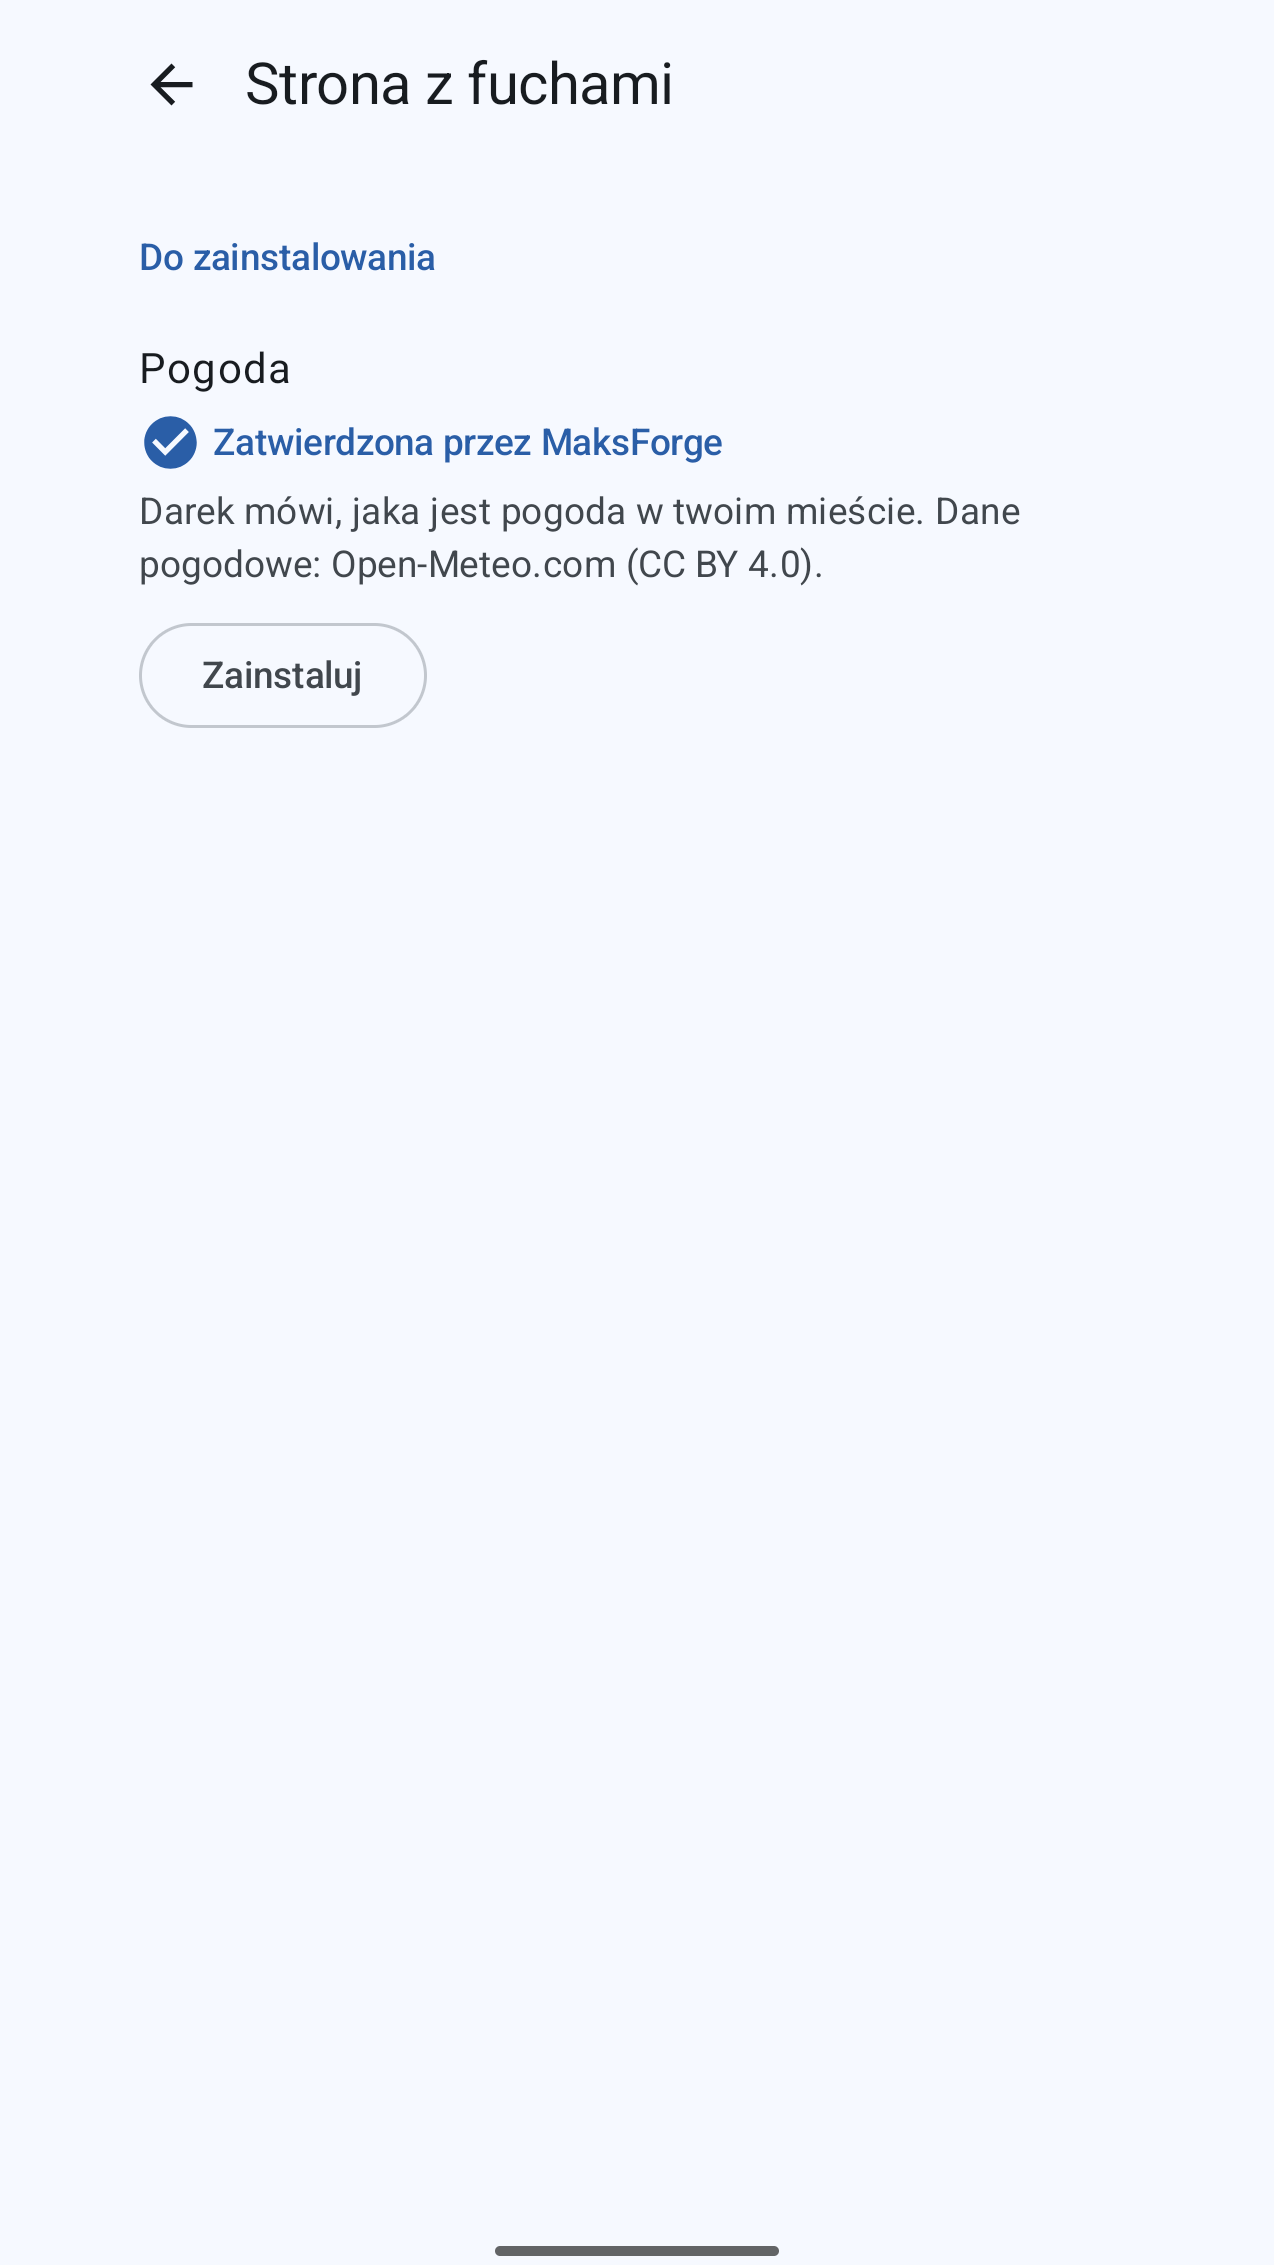 Strona z fuchami
Do zainstalowania
Pogoda
Zatwierdzona przez MaksForge
Darek mówi, jaka jest pogoda w twoim mieście. Dane
pogodowe: Open-Meteo.com (CC BY 4.0).
Zainstaluj